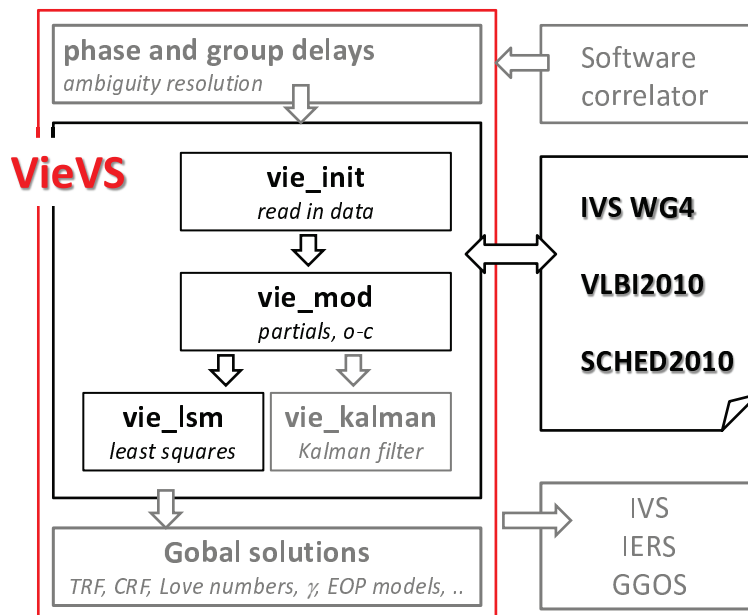 phase and group delays
ambiguity resolution
Software
correlator
VieVS
vie_init
read in data
vie_mod
partials, o-c
vie_lsm
least squares
vie_kalman
Kalman filter
IVS WG4
VLBI2010
SCHED2010
Gobal solutions
TRF, CRF, Love numbers, γ, EOP models, ..
IVS
IERS
GGOS